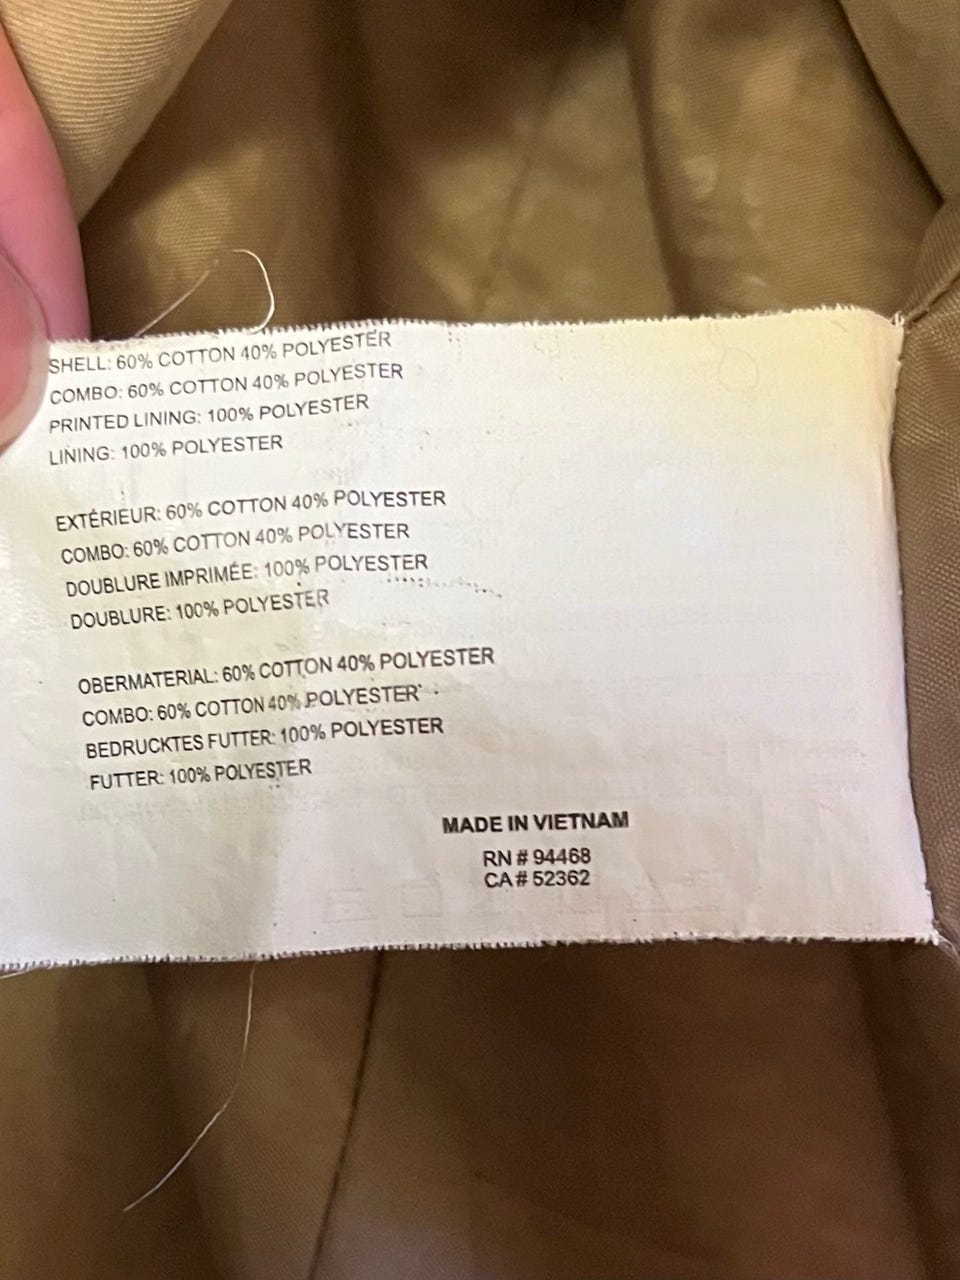 SHELL: 60% COTTON 40% POLYESTER
COMBO: 60% COTTON 40% POLYESTER
PRINTED LINING: 100% POLYESTER
LINING: 100% POLYESTER
EXTÉRIEUR: 60% COTTON 40% POLYESTER
COMBO: 60% COTTON 40% POLYESTER
DOUBLURE IMPRIMÉE: 100% POLYESTER
DOUBLURE: 100% POLYESTER
OBERMATERIAL: 60% COTTON 40% POLYESTER
COMBO: 60% COTTON 40% POLYESTER
BEDRUCKTES FUTTER: 100% POLYESTER
FUTTER: 100% POLYESTER
MADE IN VIETNAM
RN # 94468
CA # 52362